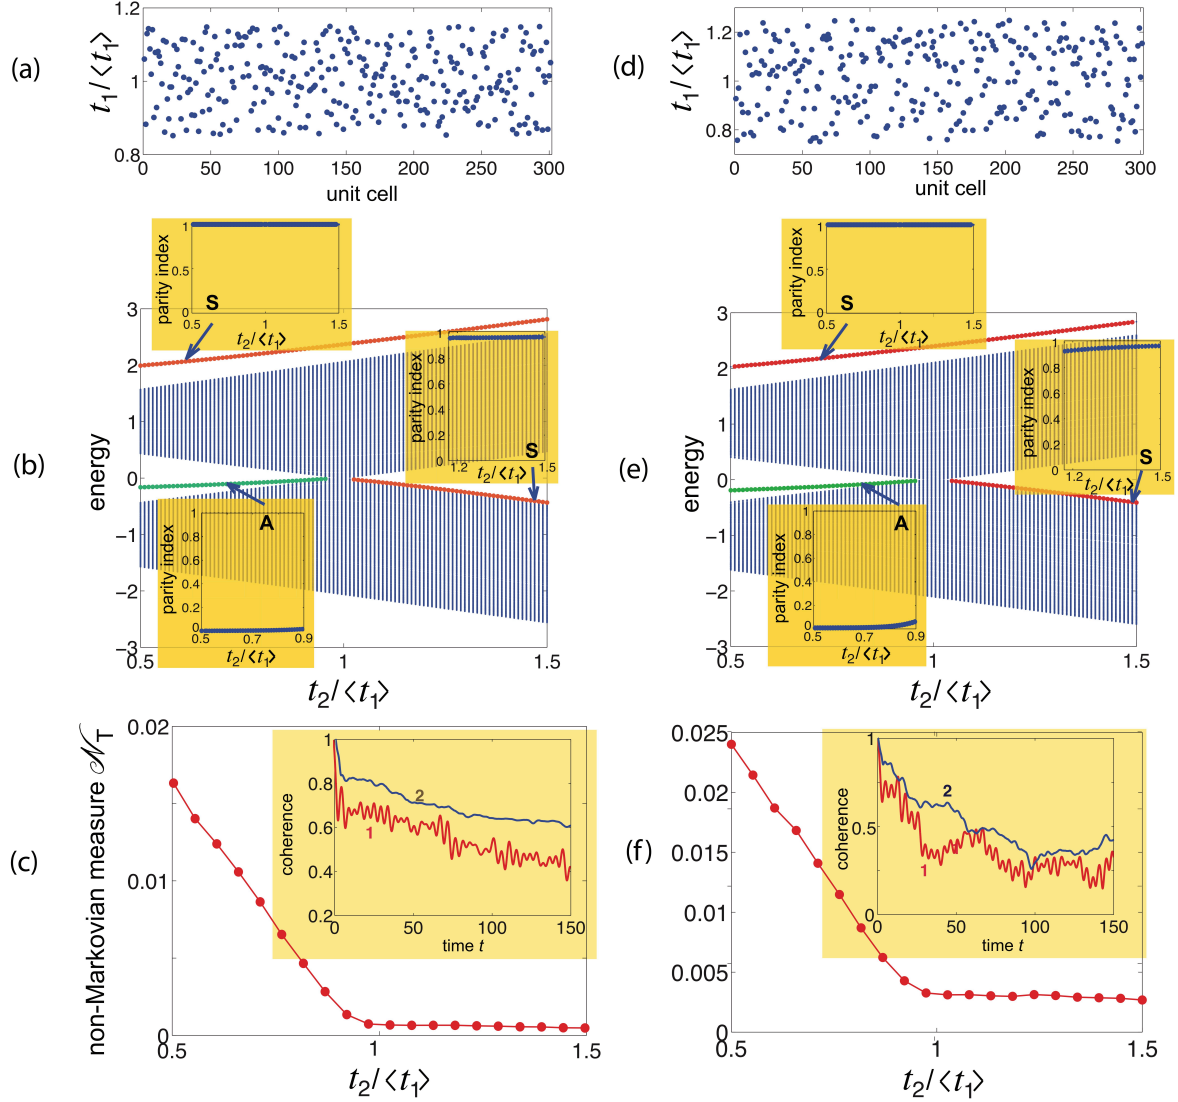 (a)
t₁/⟨t₁⟩
1.2
1
0.8
0 50 100 150 200 250 300
unit cell
(d)
t₁/⟨t₁⟩
1.2
1
0.8
0 50 100 150 200 250 300
unit cell
(b)
energy
3
2
1
0
−1
−2
−3
0.5 1 1.5
t₂/⟨t₁⟩
parity index
1
0.5
0
0.5 1 1.5
t₂/⟨t₁⟩
S
parity index
1
0.8
0.6
0.4
0.2
0
1.2 1.5
t₂/⟨t₁⟩
S
A
parity index
1
0.8
0.6
0.4
0.2
0
0.5 0.7 0.9
t₂/⟨t₁⟩
(e)
energy
3
2
1
0
−1
−2
−3
0.5 1 1.5
t₂/⟨t₁⟩
parity index
1
0.5
0
0.5 1 1.5
t₂/⟨t₁⟩
S
parity index
1
0.8
0.6
0.4
0.2
0
1.2 1.5
t₂/⟨t₁⟩
S
A
parity index
1
0.8
0.6
0.4
0.2
0
0.5 0.7 0.9
t₂/⟨t₁⟩
(c)
non-Markovian measure 𝒩T
0.02
0.01
0
0.5 1 1.5
t₂/⟨t₁⟩
coherence
1
0.8
0.6
0.4
0.2
2
1
0 50 100 150
time t
(f)
0.025
0.02
0.015
0.01
0.005
0
0.5 1 1.5
t₂/⟨t₁⟩
coherence
1
0.5
0
2
1
0 50 100 150
time t